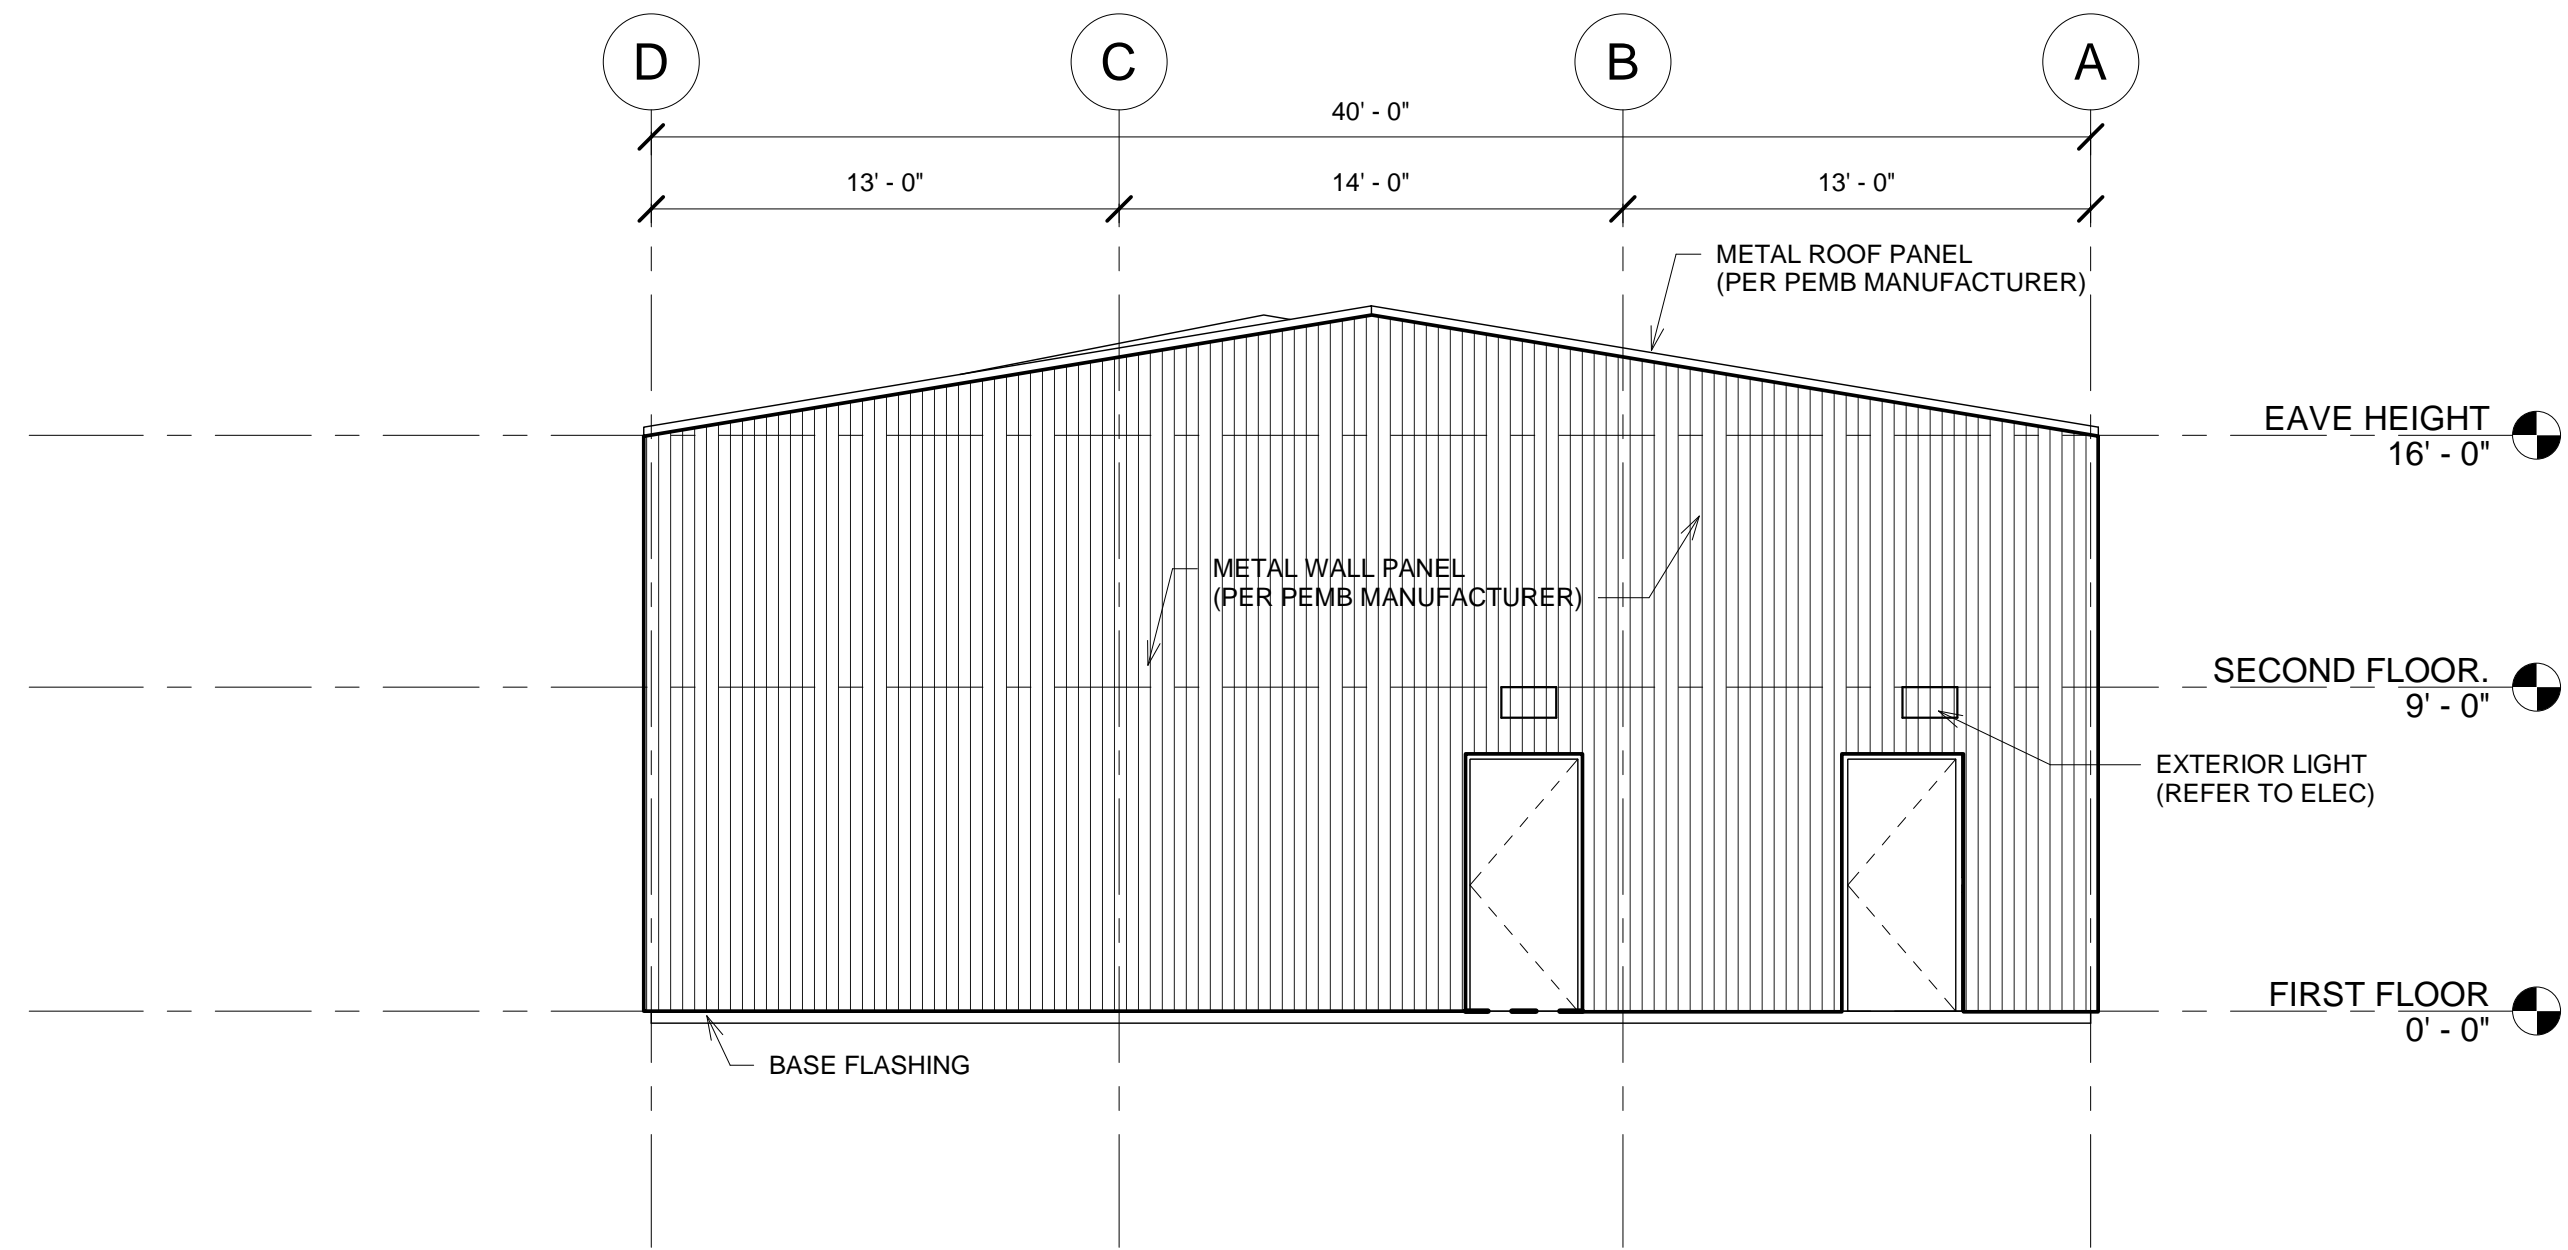 D
C
B
A
40' - 0"
13' - 0"
14' - 0"
13' - 0"
METAL ROOF PANEL
(PER PEMB MANUFACTURER)
EAVE HEIGHT
16' - 0"
METAL WALL PANEL
(PER PEMB MANUFACTURER)
SECOND FLOOR.
9' - 0"
EXTERIOR LIGHT
(REFER TO ELEC)
FIRST FLOOR
0' - 0"
BASE FLASHING